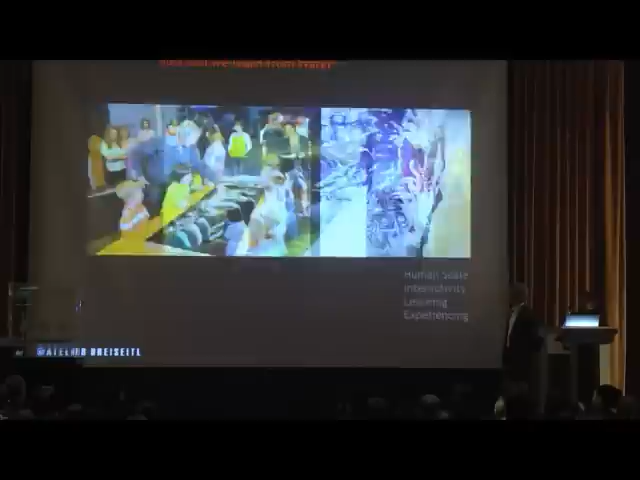 Human Scale
Interactivity
Learning
Experiencing
@ATELIER DREISEITL